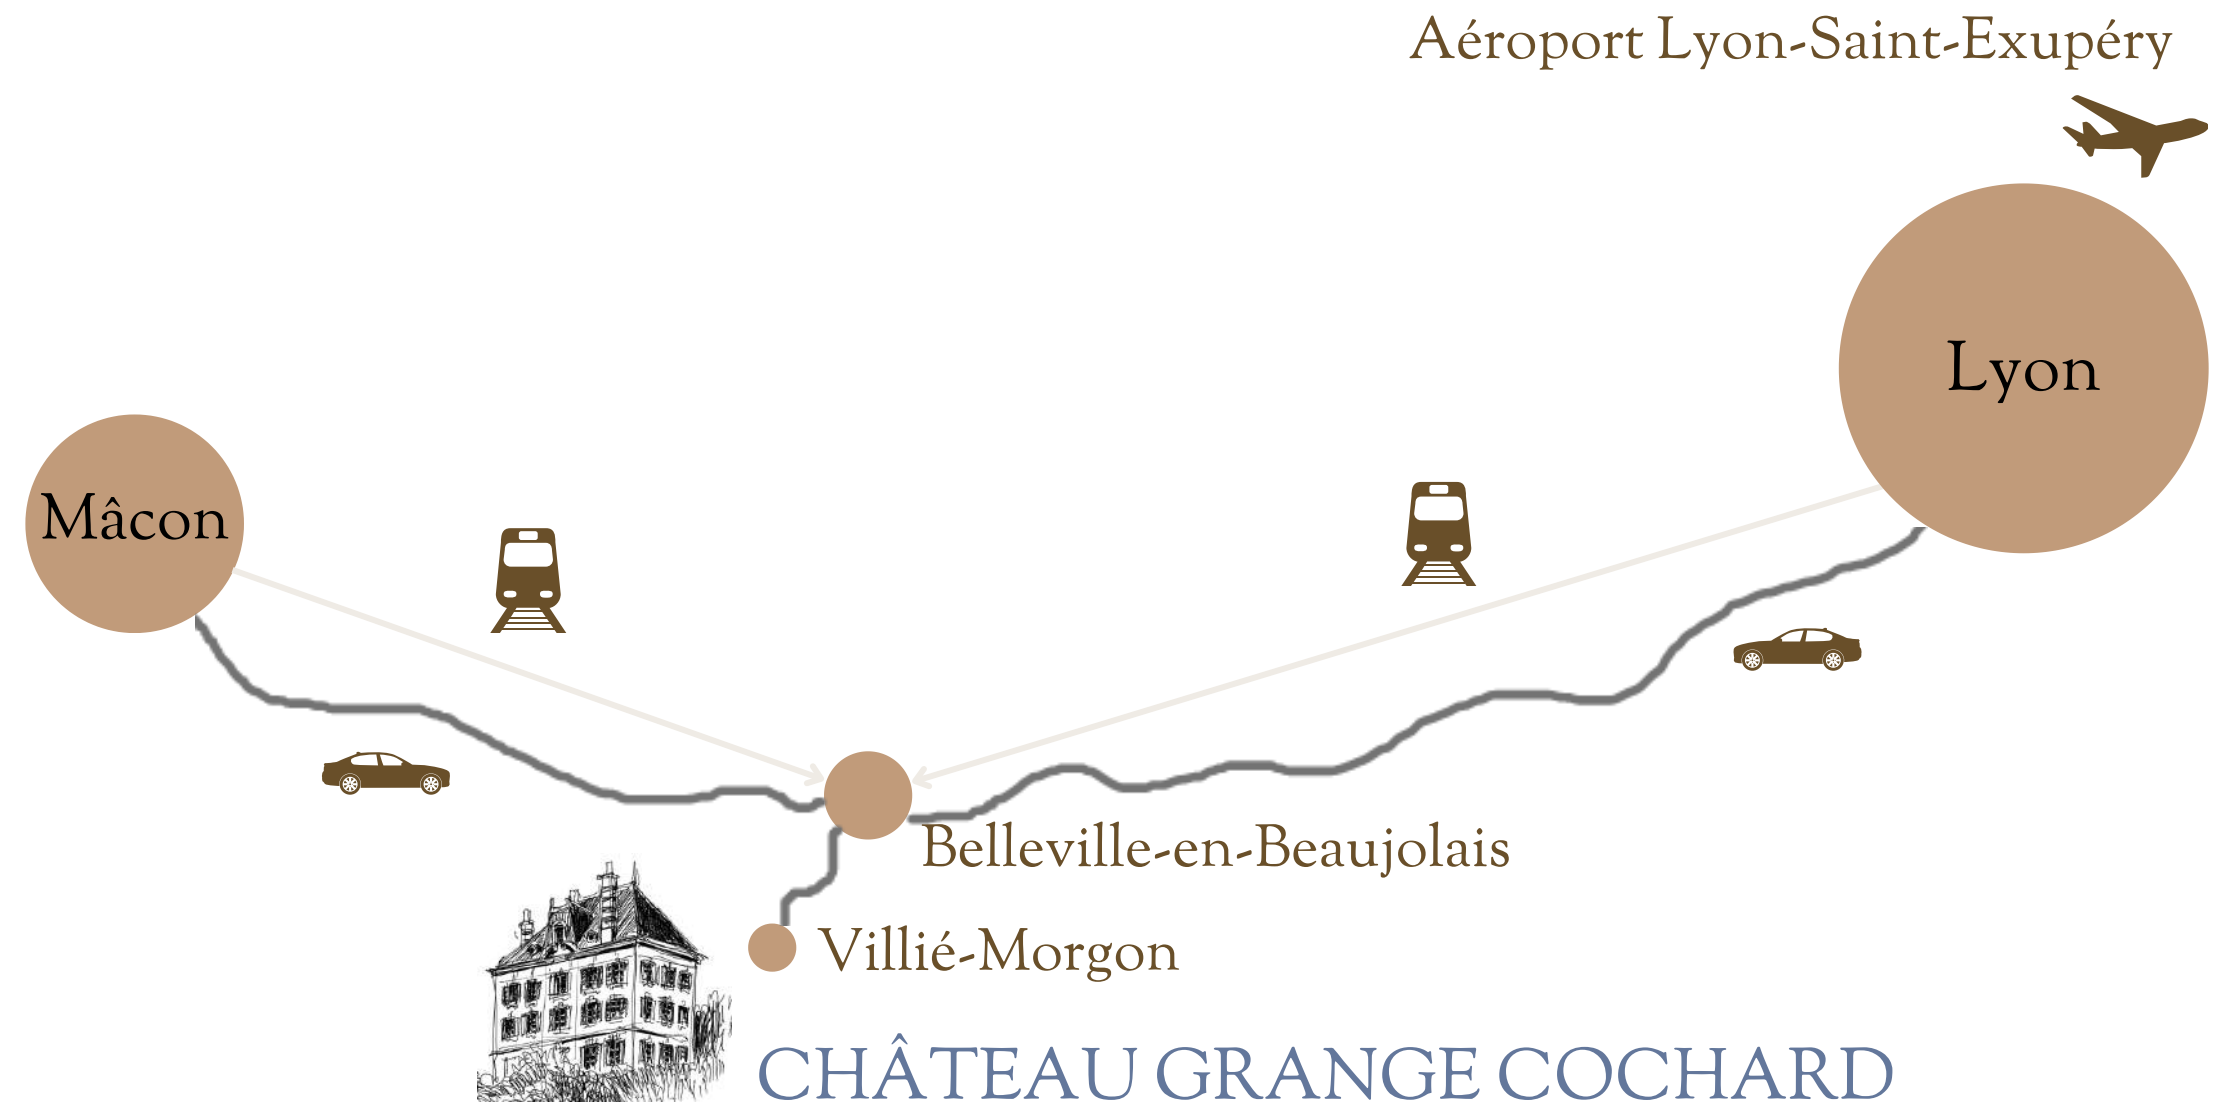 Aéroport Lyon-Saint-Exupéry
Lyon
Mâcon
Belleville-en-Beaujolais
Villié-Morgon
CHÂTEAU GRANGE COCHARD